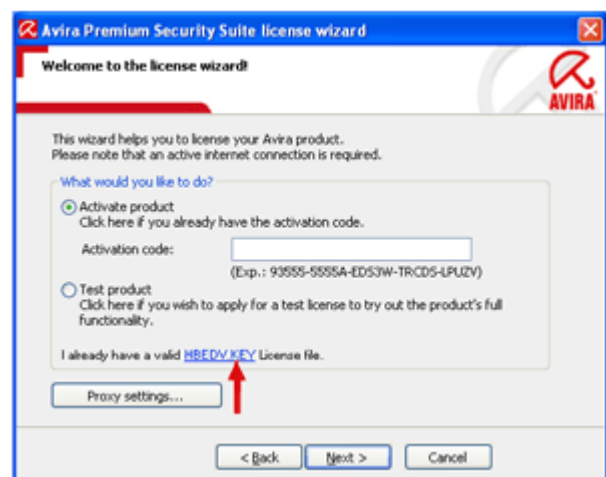 Avira Premium Security Suite license wizard
Welcome to the license wizard!
AVIRA
This wizard helps you to license your Avira product.
Please note that an active internet connection is required.
What would you like to do?
Activate product
Click here if you already have the activation code.
Activation code:
(Exp.: 93555-5555A-EDS3W-TRCDS-LPUZV)
Test product
Click here if you wish to apply for a test license to try out the product's full
functionality.
I already have a valid HBEDV.KEY License file.
Proxy settings...
< Back Next > Cancel